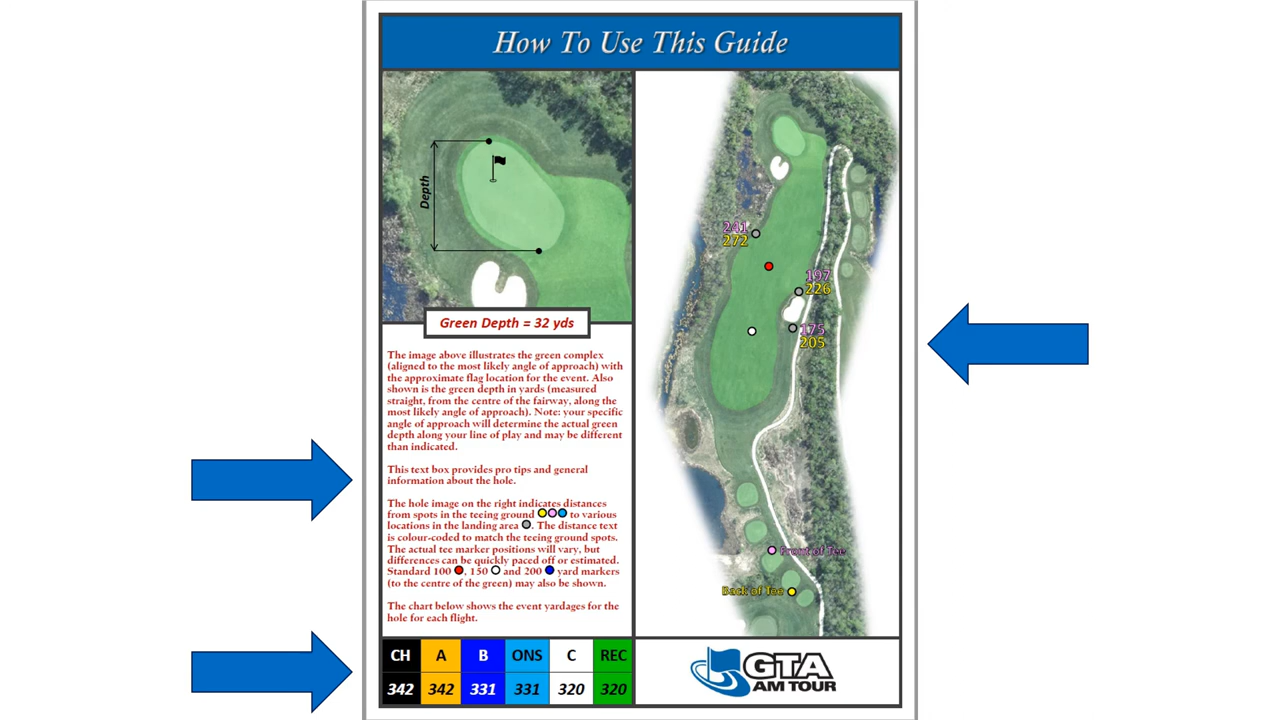 How To Use This Guide
Depth
Green Depth = 32 yds
The image above illustrates the green complex
(aligned to the most likely angle of approach) with
the approximate flag location for the event. Also
shown is the green depth in yards (measured
straight, from the centre of the fairway, along the
most likely angle of approach). Note: your specific
angle of approach will determine the actual green
depth along your line of play and may be different
than indicated.
This text box provides pro tips and general
information about the hole.
The hole image on the right indicates distances
from spots in the teeing ground to various
locations in the landing area . The distance text
is colour-coded to match the teeing ground spots.
The actual tee marker positions will vary, but
differences can be quickly paced off or estimated.
Standard 100 , 150 and 200 yard markers
(to the centre of the green) may also be shown.
The chart below shows the event yardages for the
hole for each flight.
CH A B ONS C REC
342 342 331 331 320 320
241
272
197
226
175
205
Front of Tee
Back of Tee
GTA
AM TOUR